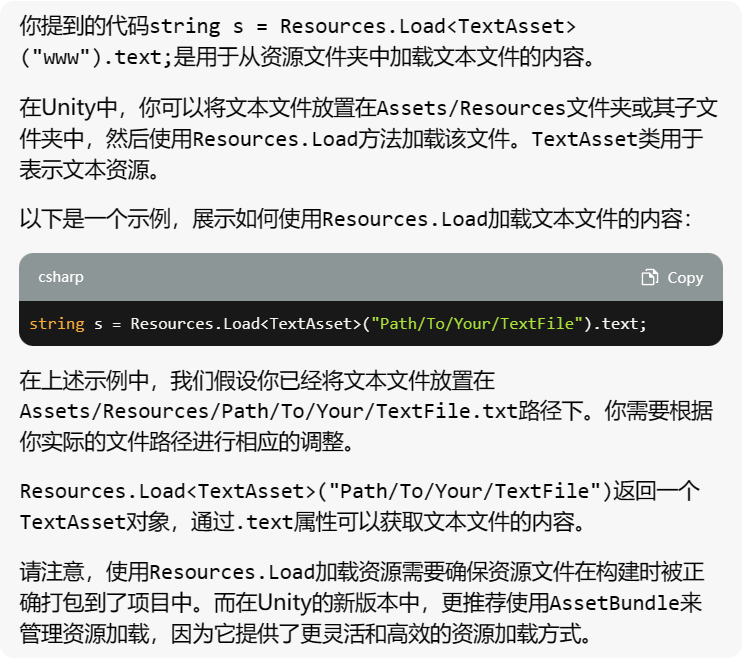 你提到的代码string s = Resources.Load<TextAsset>
("www").text;是用于从资源文件夹中加载文本文件的内容。
在Unity中，你可以将文本文件放置在Assets/Resources文件夹或其子文
件夹中，然后使用Resources.Load方法加载该文件。TextAsset类用于
表示文本资源。
以下是一个示例，展示如何使用Resources.Load加载文本文件的内容：
csharp Copy
string s = Resources.Load<TextAsset>("Path/To/Your/TextFile").text;
在上述示例中，我们假设你已经将文本文件放置在
Assets/Resources/Path/To/Your/TextFile.txt路径下。你需要根据
你实际的文件路径进行相应的调整。
Resources.Load<TextAsset>("Path/To/Your/TextFile")返回一个
TextAsset对象，通过.text属性可以获取文本文件的内容。
请注意，使用Resources.Load加载资源需要确保资源文件在构建时被正
确打包到了项目中。而在Unity的新版本中，更推荐使用AssetBundle来
管理资源加载，因为它提供了更灵活和高效的资源加载方式。